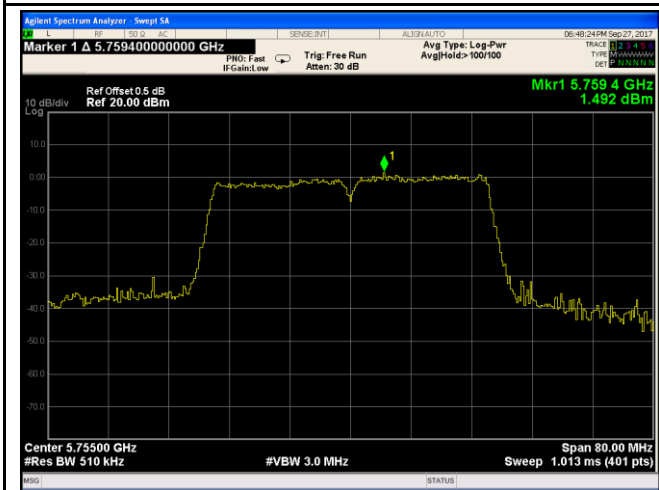 Agilent Spectrum Analyzer - Swept SA
L RF 50 Ω AC SENSE:INT ALIGN AUTO 06:48:24 PM Sep 27, 2017
Marker 1 Δ 5.759400000000 GHz
PNO: Fast
IFGain:Low
Trig: Free Run
Atten: 30 dB
Avg Type: Log-Pwr
Avg|Hold:>100/100
TRACE 1 2 3 4 5 6
TYPE MWWWWW
DET P N N N N N
Ref Offset 0.5 dB
10 dB/div Ref 20.00 dBm
Log
Mkr1 5.759 4 GHz
1.492 dBm
1
10.0
0.00
-10.0
-20.0
-30.0
-40.0
-50.0
-60.0
-70.0
Center 5.75500 GHz Span 80.00 MHz
#Res BW 510 kHz #VBW 3.0 MHz Sweep 1.013 ms (401 pts)
MSG STATUS